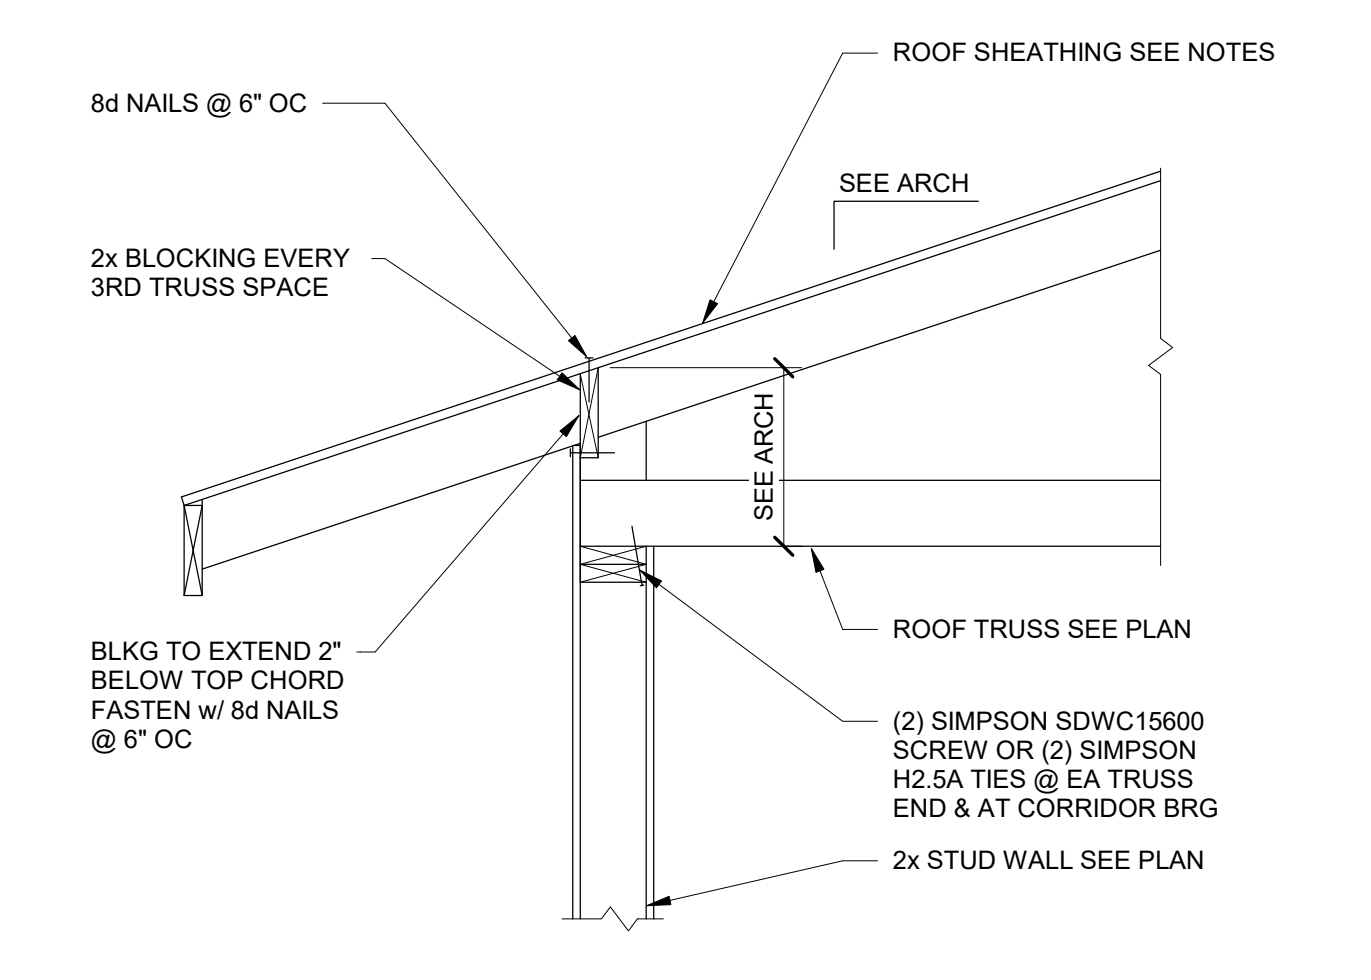 ROOF SHEATHING SEE NOTES
8d NAILS @ 6" OC
SEE ARCH
2x BLOCKING EVERY
3RD TRUSS SPACE
SEE ARCH
BLKG TO EXTEND 2"
BELOW TOP CHORD
FASTEN w/ 8d NAILS
@ 6" OC
ROOF TRUSS SEE PLAN
(2) SIMPSON SDWC15600
SCREW OR (2) SIMPSON
H2.5A TIES @ EA TRUSS
END & AT CORRIDOR BRG
2x STUD WALL SEE PLAN